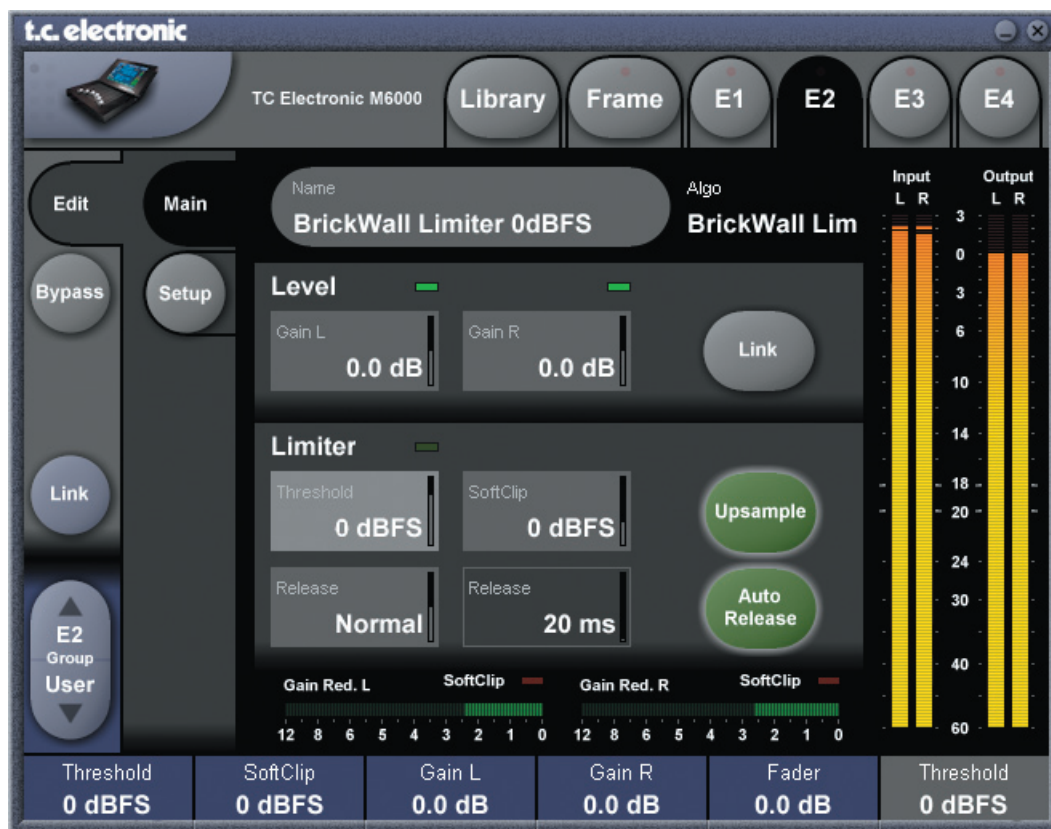 t.c. electronic
TC Electronic M6000
Library
Frame
E1
E2
E3
E4
Edit
Main
Bypass
Setup
Link
E2
Group
User
Name
BrickWall Limiter 0dBFS
Algo
BrickWall Lim
Level
Gain L
0.0 dB
Gain R
0.0 dB
Link
Limiter
Threshold
0 dBFS
SoftClip
0 dBFS
Upsample
Release
Normal
Release
20 ms
Auto
Release
Gain Red. L
SoftClip
12 8 6 5 4 3 2 1 0
Gain Red. R
SoftClip
12 8 6 5 4 3 2 1 0
Input
L R
Output
L R
3
0
3
6
10
14
18
20
24
30
40
60
Threshold
0 dBFS
SoftClip
0 dBFS
Gain L
0.0 dB
Gain R
0.0 dB
Fader
0.0 dB
Threshold
0 dBFS